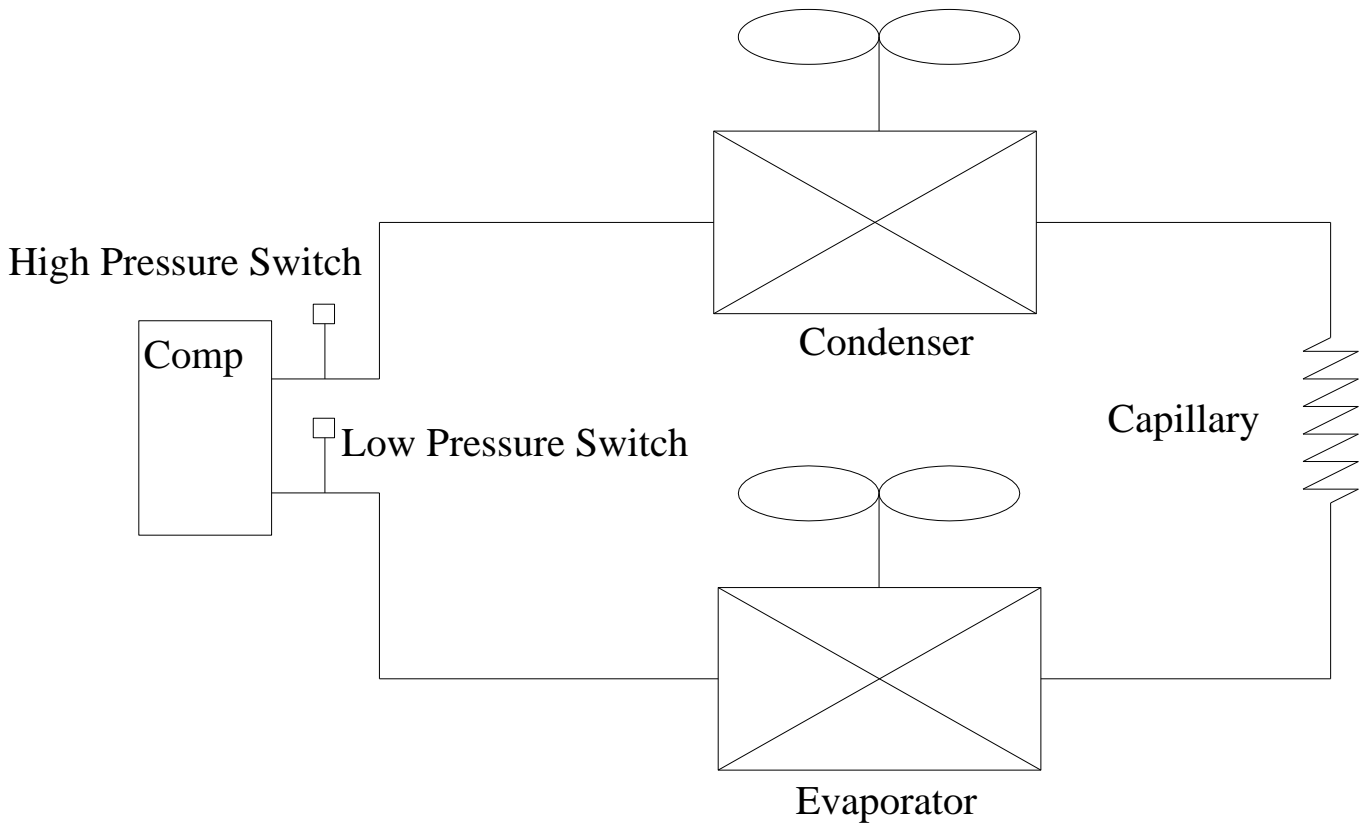 High Pressure Switch
Comp
Condenser
Capillary
Low Pressure Switch
Evaporator